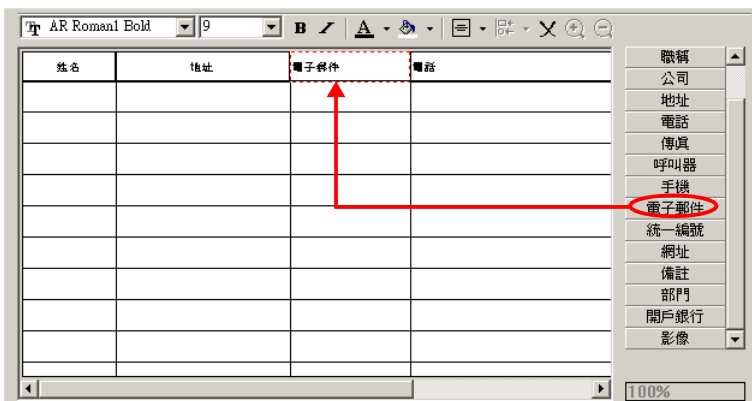 AR Roman1 Bold 9 B I A
姓名 地址 電子郵件 電話
職稱
公司
地址
電話
傳真
呼叫器
手機
電子郵件
統一編號
網址
備註
部門
開戶銀行
影像
100%